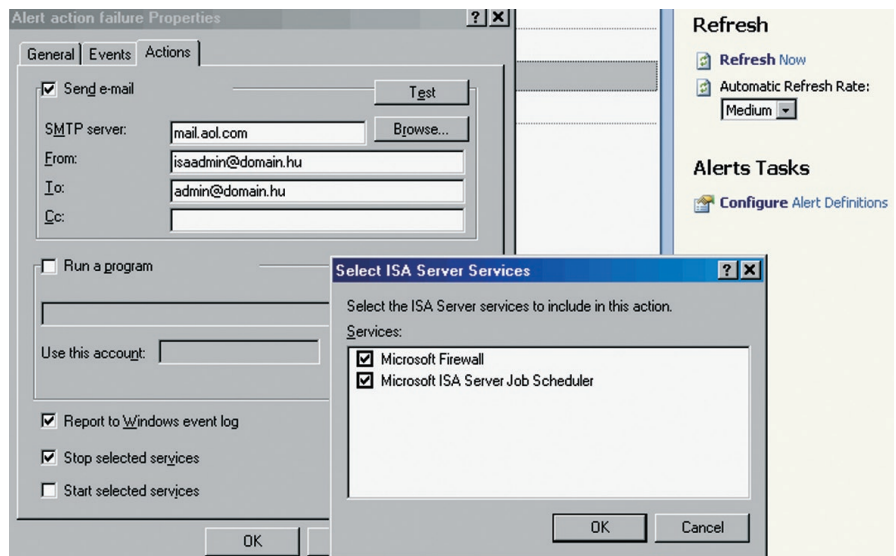 Alert action failure Properties
General
Events
Actions
Send e-mail
Test
SMTP server:
mail.aol.com
Browse...
From:
isaadmin@domain.hu
To:
admin@domain.hu
Cc:
Run a program
Use this account:
Report to Windows event log
Stop selected services
Start selected services
OK
Select ISA Server Services
Select the ISA Server services to include in this action.
Services:
Microsoft Firewall
Microsoft ISA Server Job Scheduler
OK
Cancel
Refresh
Refresh Now
Automatic Refresh Rate:
Medium
Alerts Tasks
Configure Alert Definitions